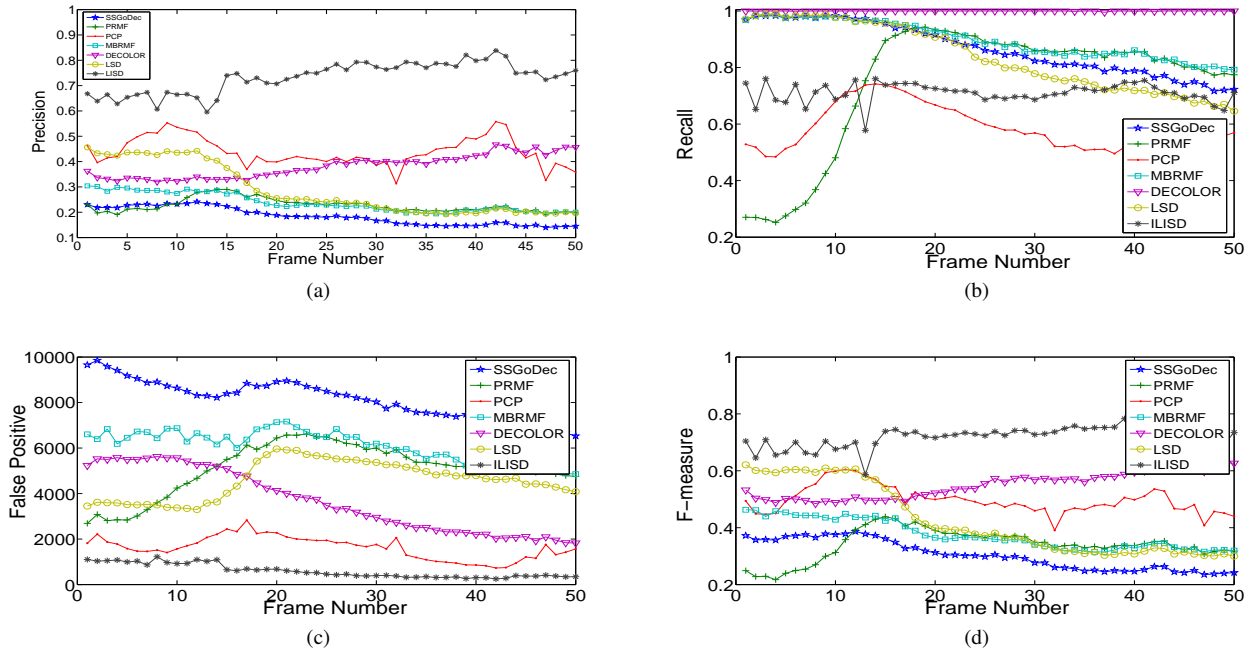 1
0.9
0.8
0.7
0.6
0.5
0.4
0.3
0.2
0.1
Precision
SSGoDec
PRMF
PCP
MBRMF
DECOLOR
LSD
LISD
0 5 10 15 20 25 30 35 40 45 50
Frame Number
(a)
1
0.8
0.6
0.4
0.2
Recall
SSGoDec
PRMF
PCP
MBRMF
DECOLOR
LSD
ILISD
0 10 20 30 40 50
Frame Number
(b)
10000
8000
6000
4000
2000
0
False Positive
SSGoDec
PRMF
PCP
MBRMF
DECOLOR
LSD
ILISD
0 10 20 30 40 50
Frame Number
(c)
1
0.8
0.6
0.4
0.2
F-measure
SSGoDec
PRMF
PCP
MBRMF
DECOLOR
LSD
ILISD
0 10 20 30 40 50
Frame Number
(d)